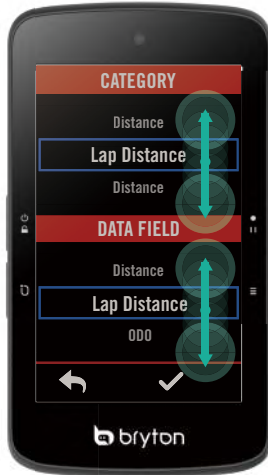 CATEGORY
Distance
Lap Distance
Distance
DATA FIELD
Distance
Lap Distance
ODO
bryton